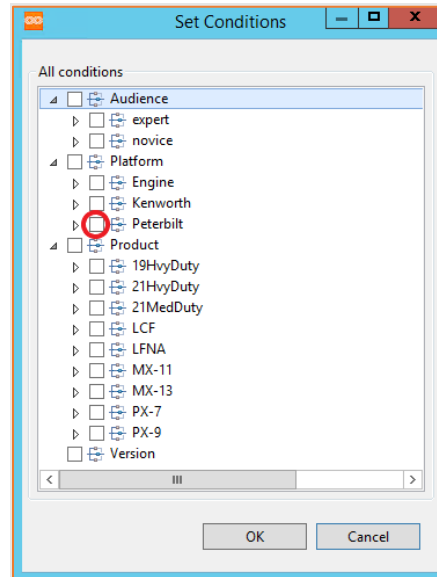 Set Conditions
All conditions
Audience
expert
novice
Platform
Engine
Kenworth
Peterbilt
Product
19HvyDuty
21HvyDuty
21MedDuty
LCF
LFNA
MX-11
MX-13
PX-7
PX-9
Version
OK Cancel